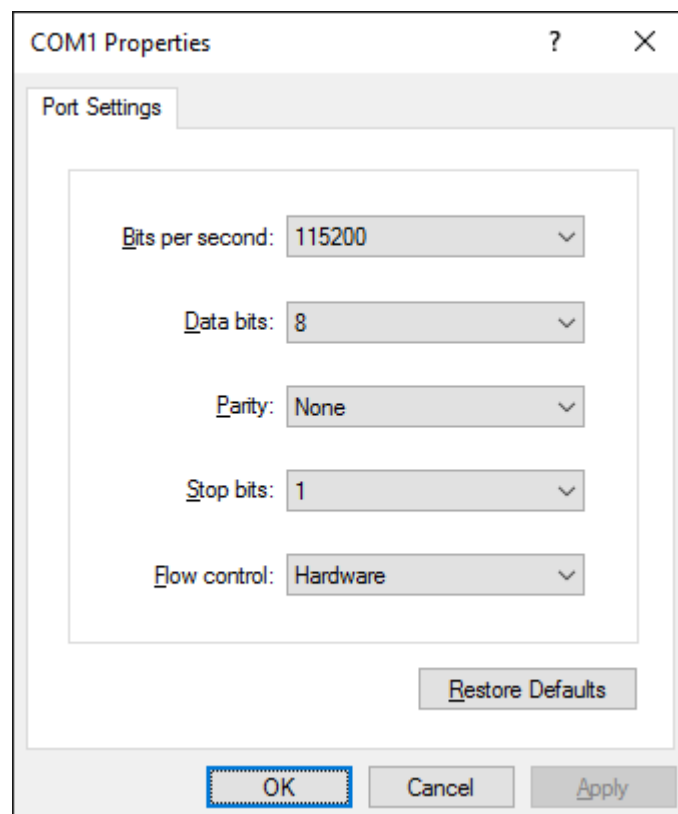 COM1 Properties ?
Port Settings
Bits per second: 115200
Data bits: 8
Parity: None
Stop bits: 1
Flow control: Hardware
Restore Defaults
OK Cancel Apply